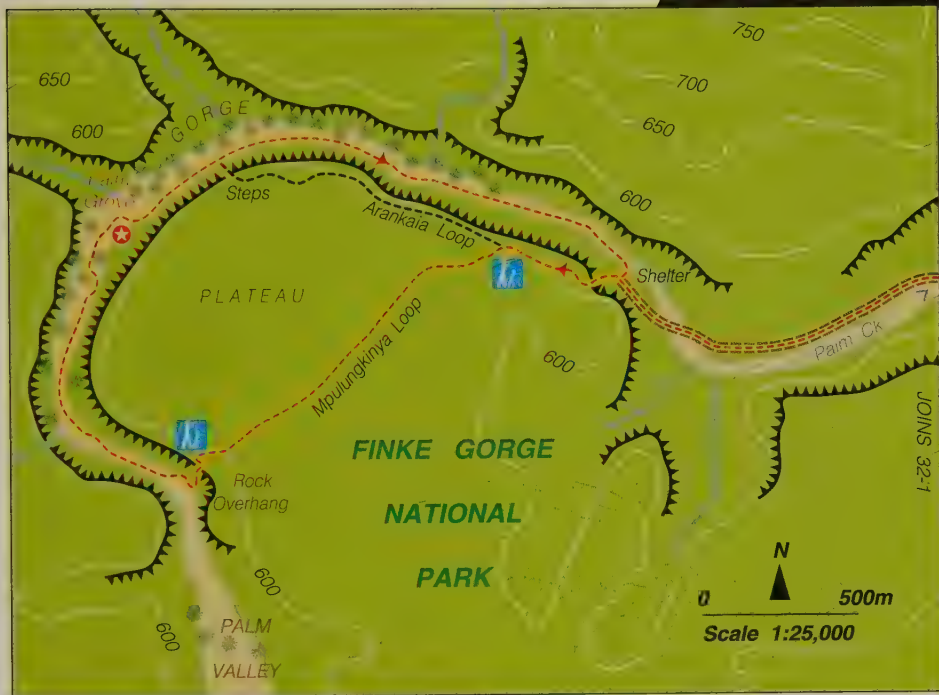 750
650
700
GORGE
600
650
600
Steps
Arankaia Loop
Shelter
PLATEAU
Mpulungkinya Loop
Palm Ck
600
JOINS 32:1
FINKE GORGE
NATIONAL
PARK
Rock
Overhang
N
0 500m
Scale 1:25,000
600
600
PALM
VALLEY